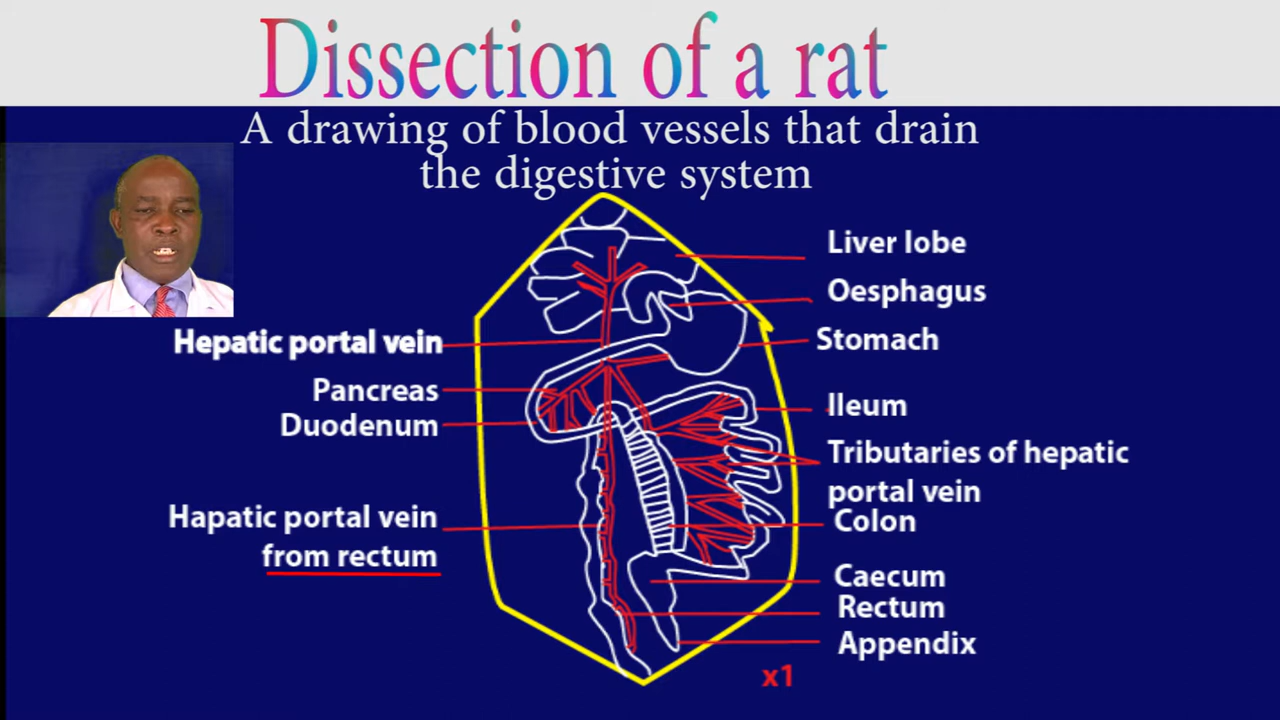 Dissection of a rat
A drawing of blood vessels that drain
the digestive system
Liver lobe
Oesphagus
Hepatic portal vein
Stomach
Pancreas
Ileum
Duodenum
Tributaries of hepatic
portal vein
Hapatic portal vein
from rectum
Colon
Caecum
Rectum
Appendix
x1